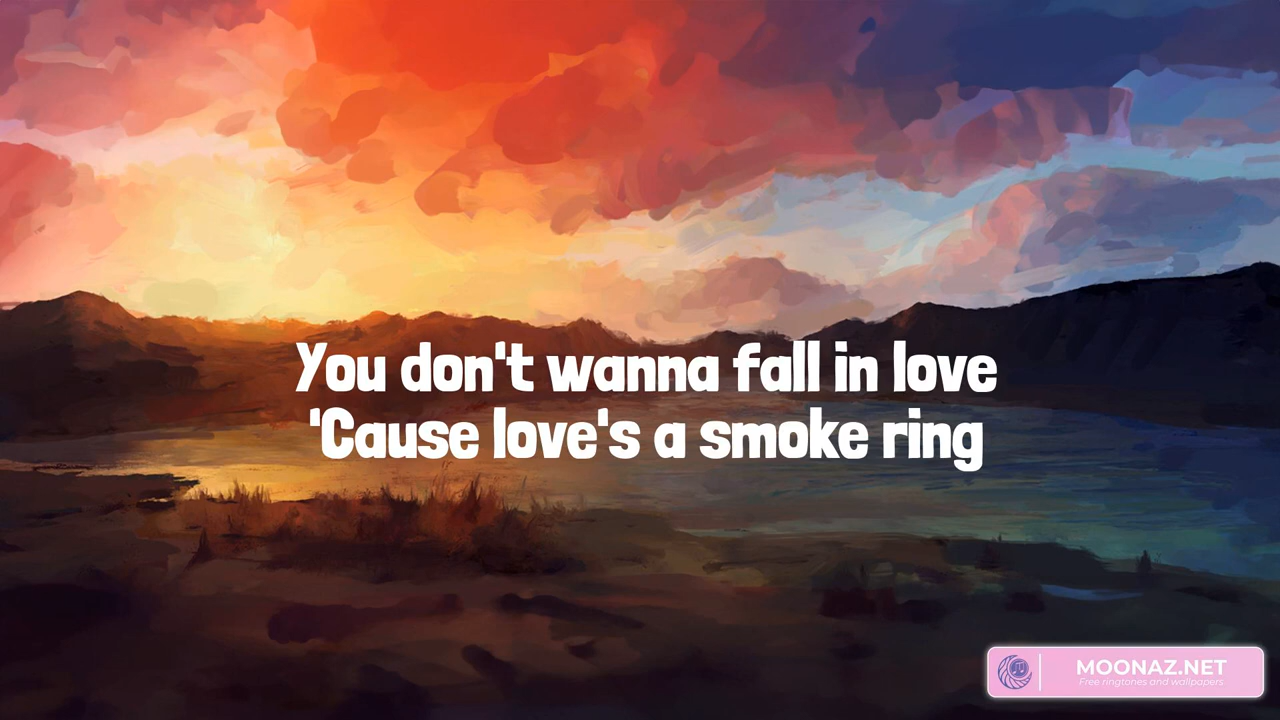 You don't wanna fall in love
'Cause love's a smoke ring
MOONAZ.NET
Free ringtones and wallpapers